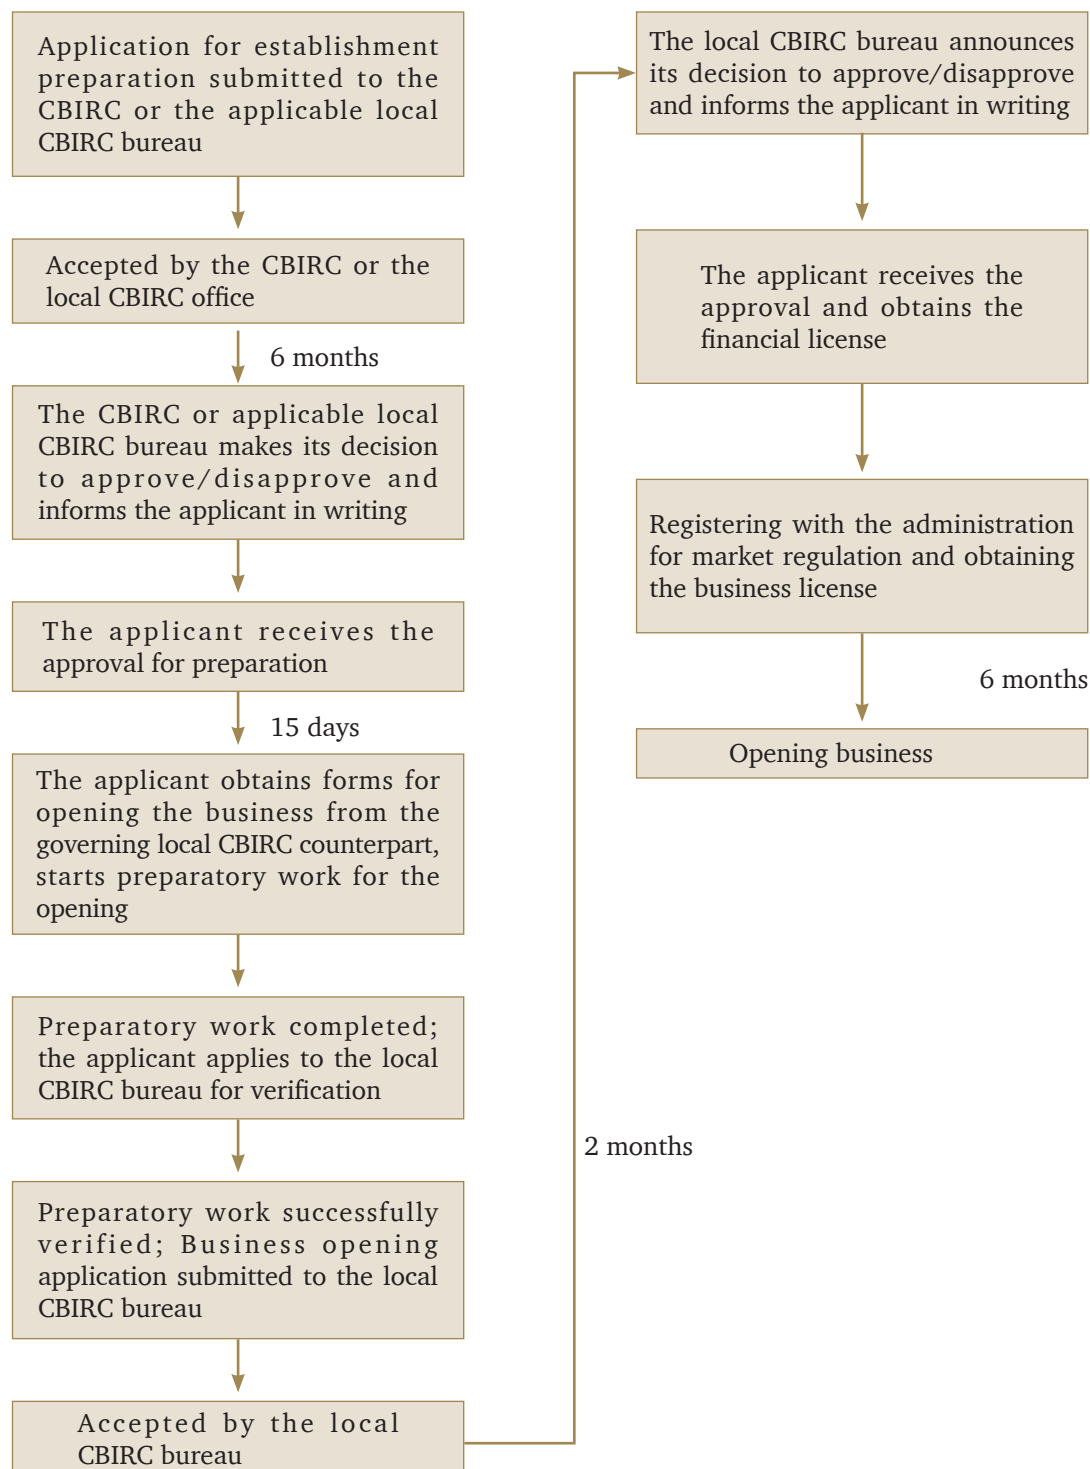 Application for establishment
preparation submitted to the
CBIRC or the applicable local
CBIRC bureau
Accepted by the CBIRC or the
local CBIRC office
6 months
The CBIRC or applicable local
CBIRC bureau makes its decision
to approve/disapprove and
informs the applicant in writing
The applicant receives the
approval for preparation
15 days
The applicant obtains forms for
opening the business from the
governing local CBIRC counterpart,
starts preparatory work for the
opening
Preparatory work completed;
the applicant applies to the local
CBIRC bureau for verification
Preparatory work successfully
verified; Business opening
application submitted to the local
CBIRC bureau
Accepted by the local
CBIRC bureau
2 months
The local CBIRC bureau announces
its decision to approve/disapprove
and informs the applicant in writing
The applicant receives the
approval and obtains the
financial license
Registering with the administration
for market regulation and obtaining
the business license
6 months
Opening business